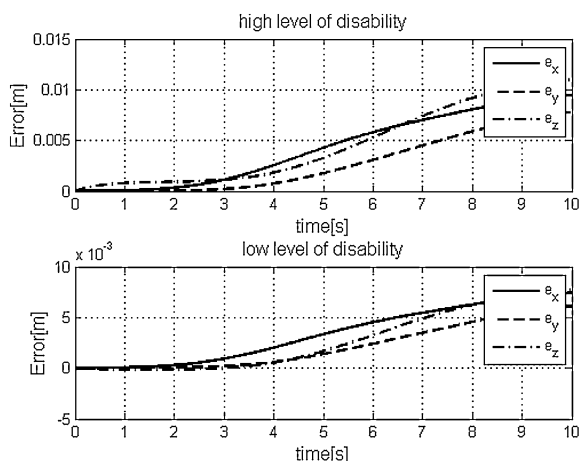 high level of disability
0.015
0.01
0.005
0
Error[m]
e_x
e_y
e_z
0 1 2 3 4 5 6 7 8 9 10
time[s]
low level of disability
x 10^-3
10
5
0
-5
Error[m]
e_x
e_y
e_z
0 1 2 3 4 5 6 7 8 9 10
time[s]